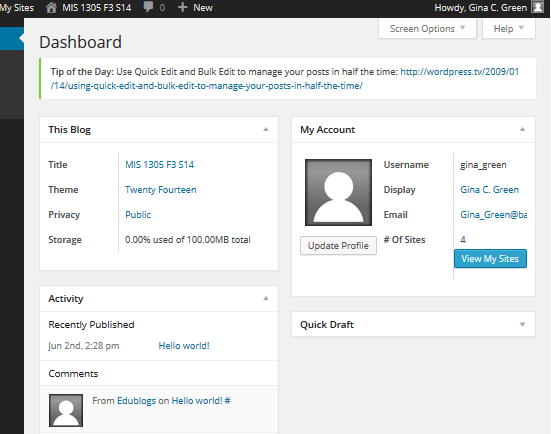 My Sites MIS 1305 F3 S14 0 + New Howdy, Gina C. Green
Screen Options Help
Dashboard
Tip of the Day: Use Quick Edit and Bulk Edit to manage your posts in half the time: http://wordpress.tv/2009/01
/14/using-quick-edit-and-bulk-edit-to-manage-your-posts-in-half-the-time/
This Blog
Title MIS 1305 F3 S14
Theme Twenty Fourteen
Privacy Public
Storage 0.00% used of 100.00MB total
My Account
Username gina_green
Display Gina C. Green
Email Gina_Green@ba
# Of Sites 4
Update Profile
View My Sites
Activity
Recently Published
Jun 2nd, 2:28 pm Hello world!
Comments
From Edublogs on Hello world! #
Quick Draft